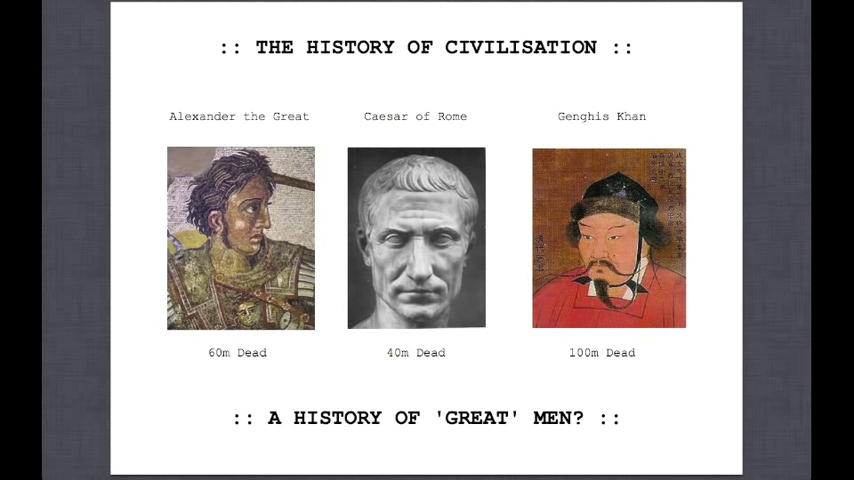 :: THE HISTORY OF CIVILISATION ::
Alexander the Great
Caesar of Rome
Genghis Khan
60m Dead
40m Dead
100m Dead
:: A HISTORY OF 'GREAT' MEN? ::